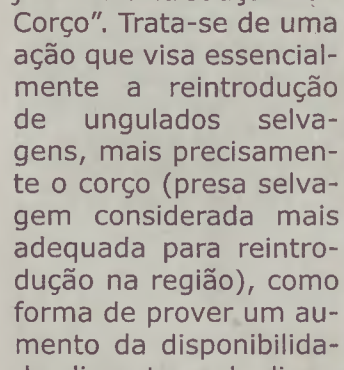 Corço”. Trata-se de uma
ação que visa essencial-
mente a reintrodução
de ungulados selva-
gens, mais precisamen-
te o corço (presa selva-
gem considerada mais
adequada para reintro-
dução na região), como
forma de prover um au-
mento da disponibilida-